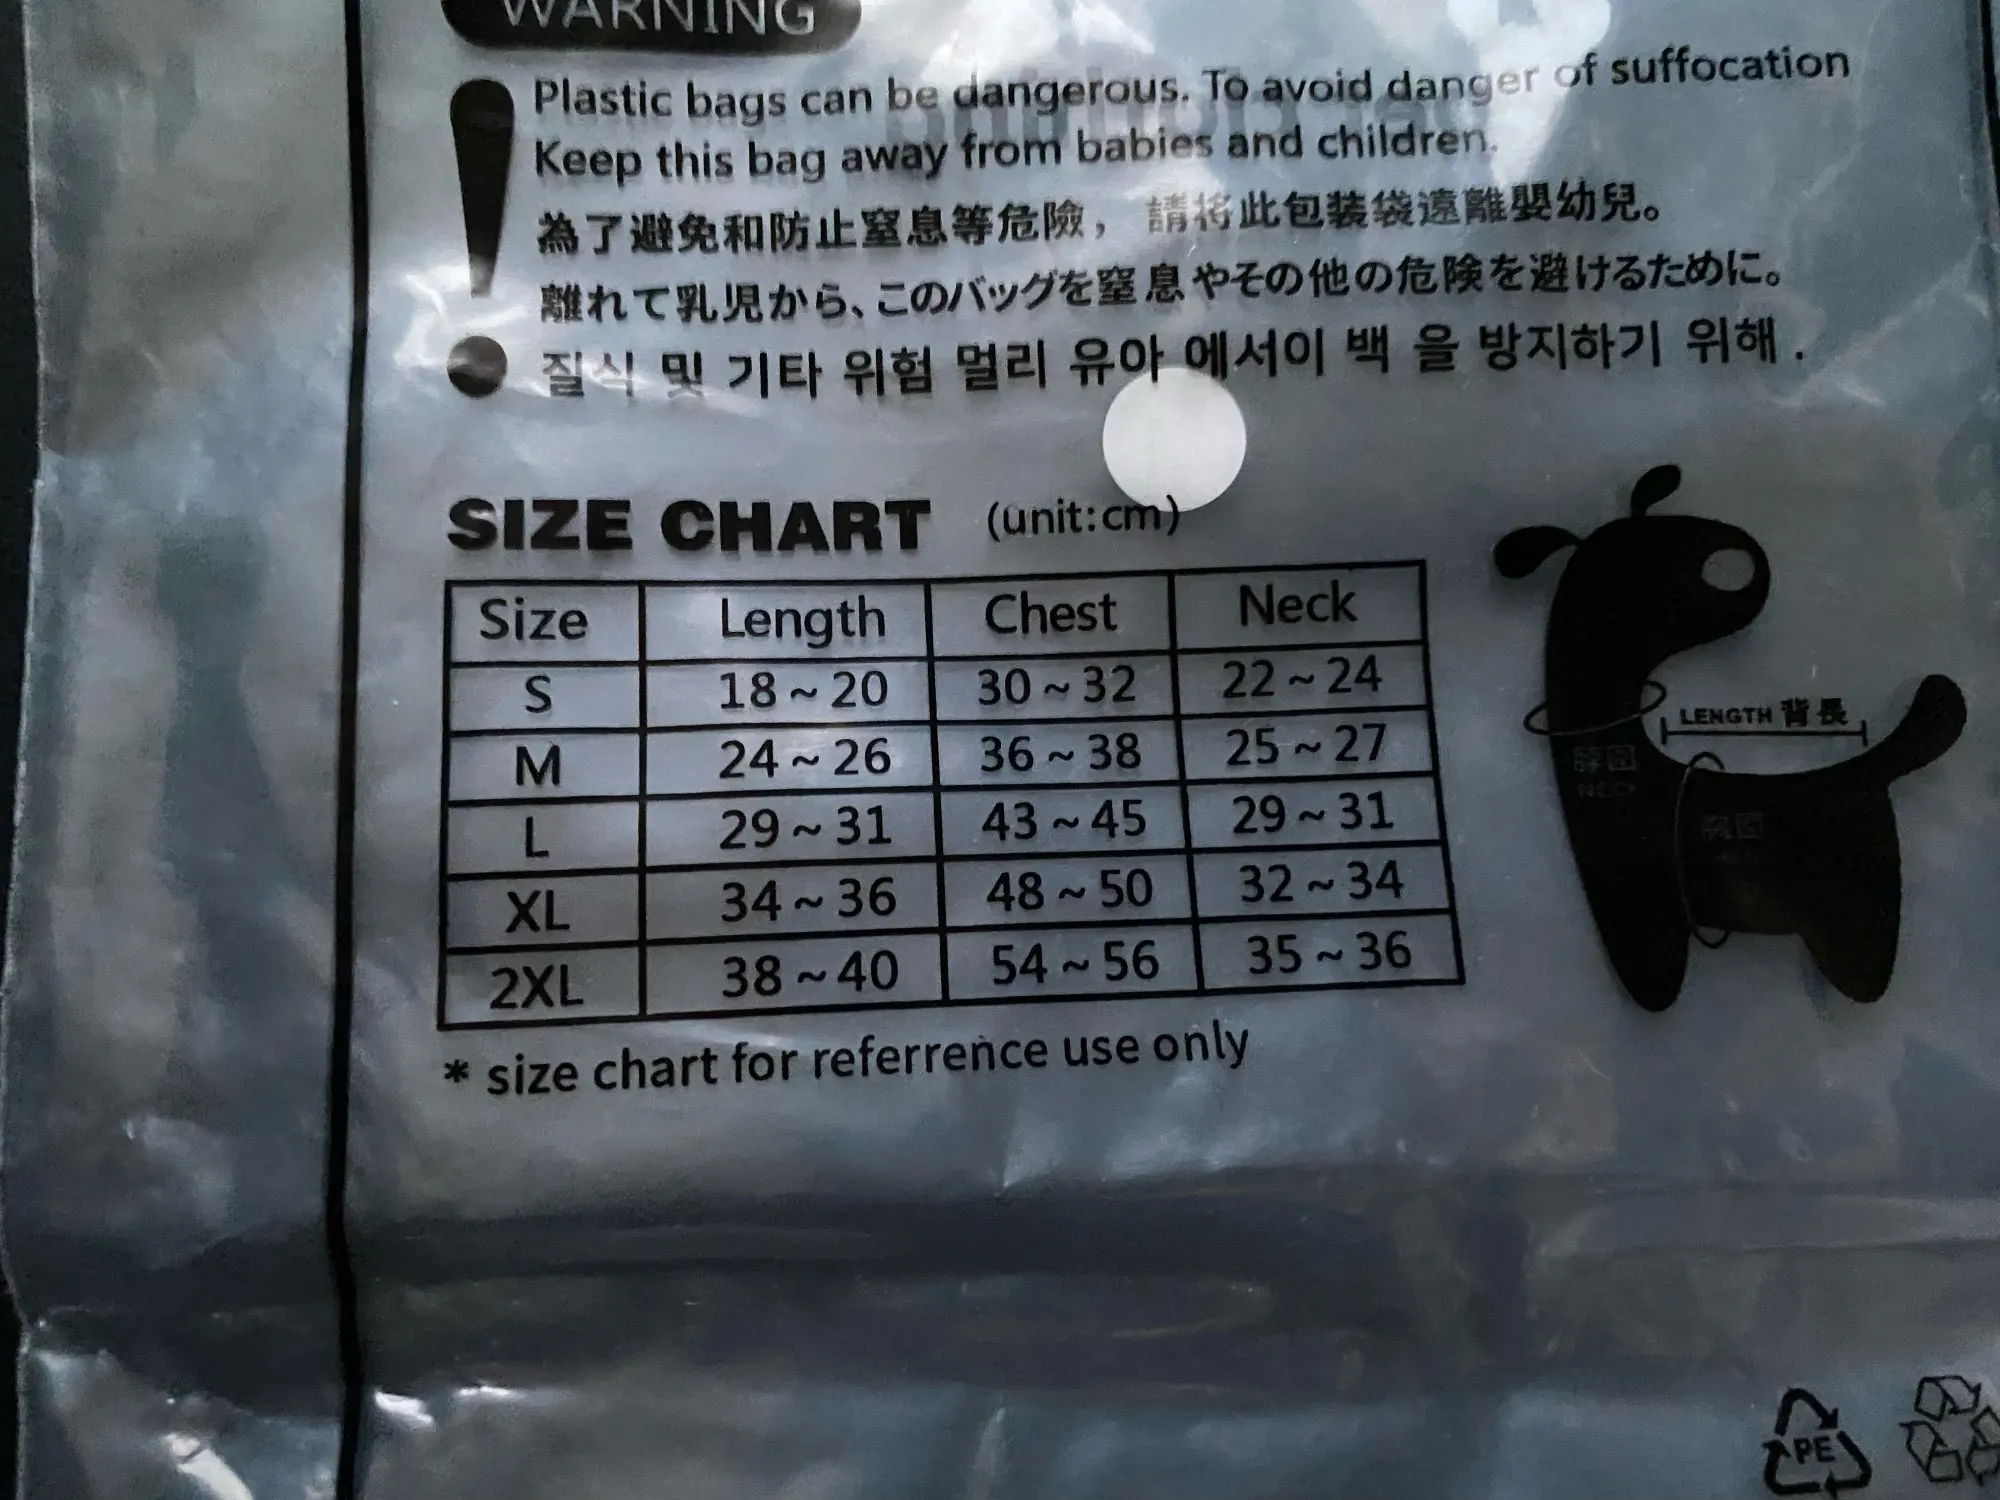 WARNING
Plastic bags can be dangerous. To avoid danger of suffocation
Keep this bag away from babies and children.
為了避免和防止窒息等危險，請将此包装袋遠離嬰幼兒。
離れて乳児から、このバッグを窒息やその他の危険を避けるために。
질식 및 기타 위험 멀리 유아 에서이 백 을 방지하기 위해 .
SIZE CHART (unit:cm)
Size Length Chest Neck
S 18~20 30~32 22~24
M 24~26 36~38 25~27
L 29~31 43~45 29~31
XL 34~36 48~50 32~34
2XL 38~40 54~56 35~36
* size chart for referrence use only
LENGTH 背長
NECK
PE